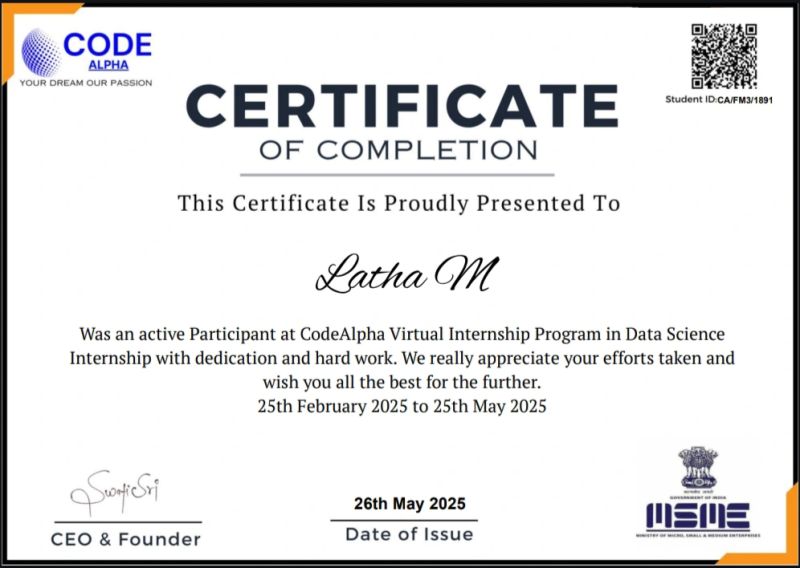 CODE
ALPHA
YOUR DREAM OUR PASSION
Student ID:CA/FM3/1891
CERTIFICATE
OF COMPLETION
This Certificate Is Proudly Presented To
Latha M
Was an active Participant at CodeAlpha Virtual Internship Program in Data Science
Internship with dedication and hard work. We really appreciate your efforts taken and
wish you all the best for the further.
25th February 2025 to 25th May 2025
SwatiSri
CEO & Founder
26th May 2025
Date of Issue
सत्यमेव जयते
GOVERNMENT OF INDIA
MSME
MINISTRY OF MICRO, SMALL & MEDIUM ENTERPRISES